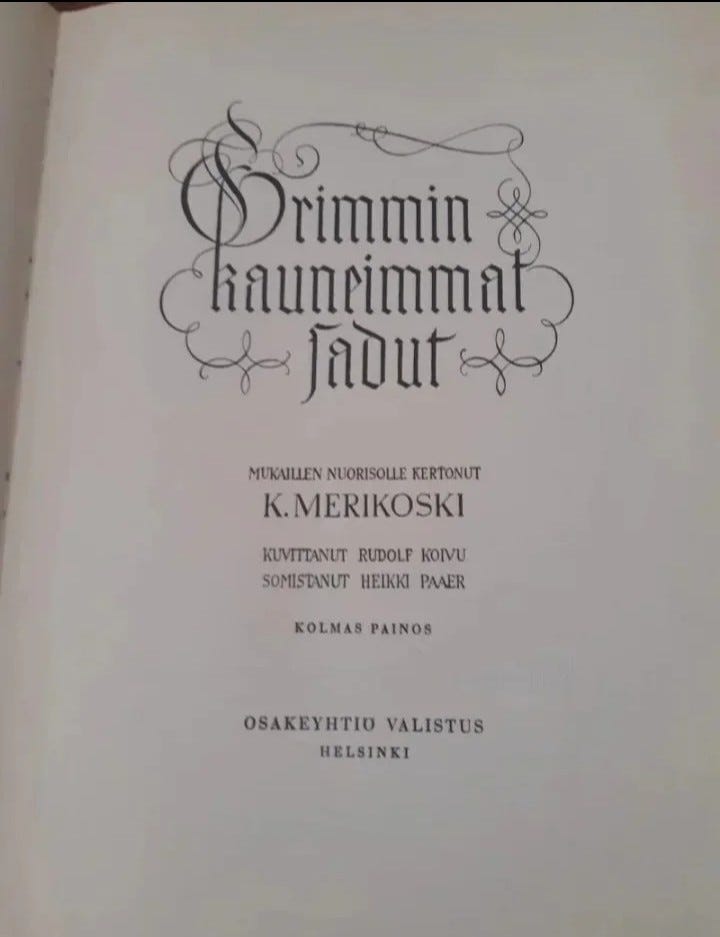 Grimmin
kauneimmat
sadut
MUKAILLEN NUORISOLLE KERTONUT
K. MERIKOSKI
KUVITTANUT RUDOLF KOIVU
SOMISTANUT HEIKKI PAAER
KOLMAS PAINOS
OSAKEYHTIÖ VALISTUS
HELSINKI